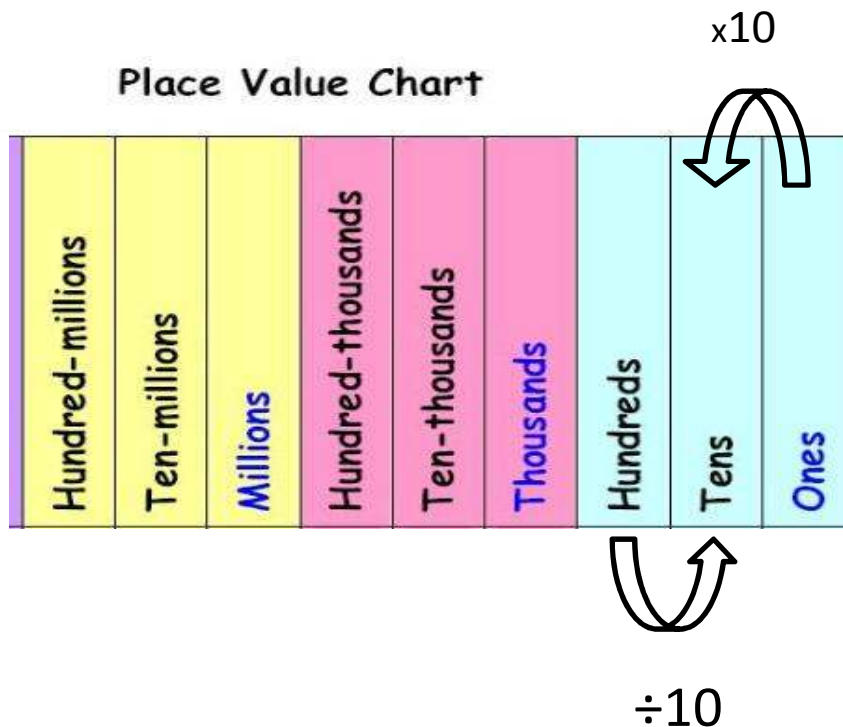 x10
Place Value Chart
Hundred-millions
Ten-millions
Millions
Hundred-thousands
Ten-thousands
Thousands
Hundreds
Tens
Ones
÷10